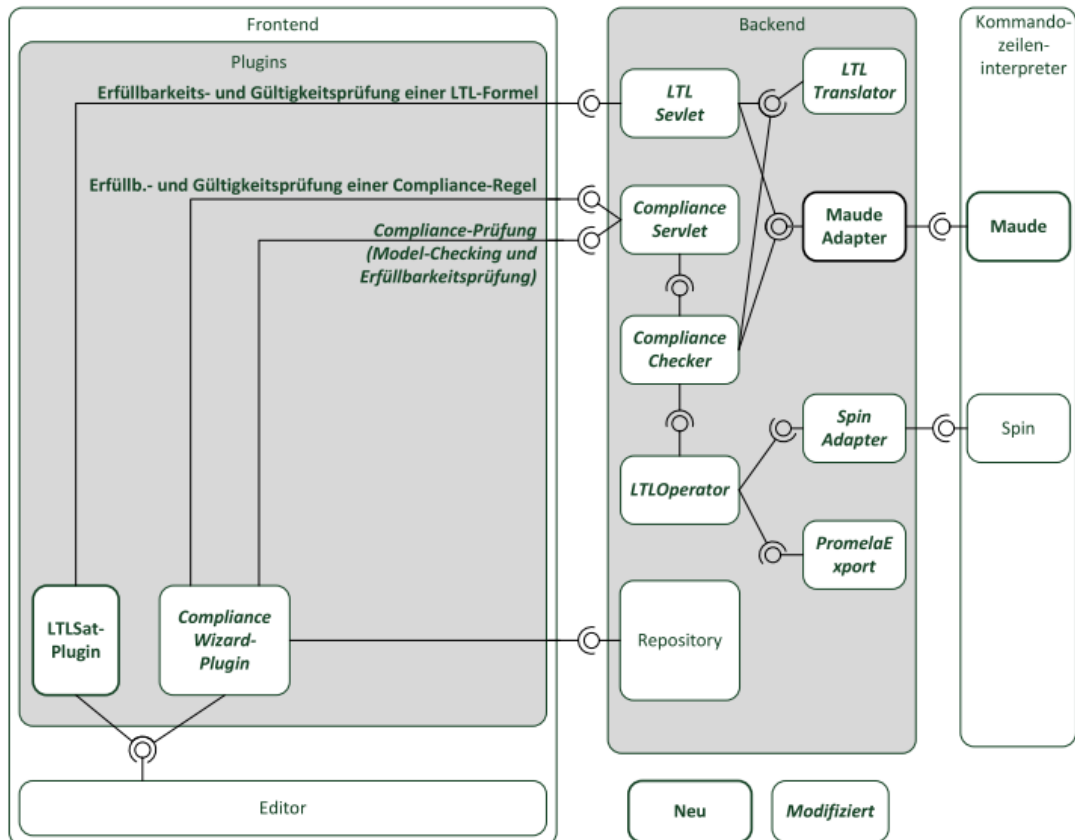 Frontend
Plugins
Erfüllbarkeits- und Gültigkeitsprüfung einer LTL-Formel
Erfüllb.- und Gültigkeitsprüfung einer Compliance-Regel
Compliance-Prüfung
(Model-Checking und
Erfüllbarkeitsprüfung)
LTLSat-
Plugin
Compliance
Wizard-
Plugin
Editor
Backend
LTL
Sevlet
LTL
Translator
Compliance
Servlet
Maude
Adapter
Compliance
Checker
Spin
Adapter
LTLOperator
PromelaE
xport
Repository
Kommando-
zeilen-
interpreter
Maude
Spin
Neu
Modifiziert